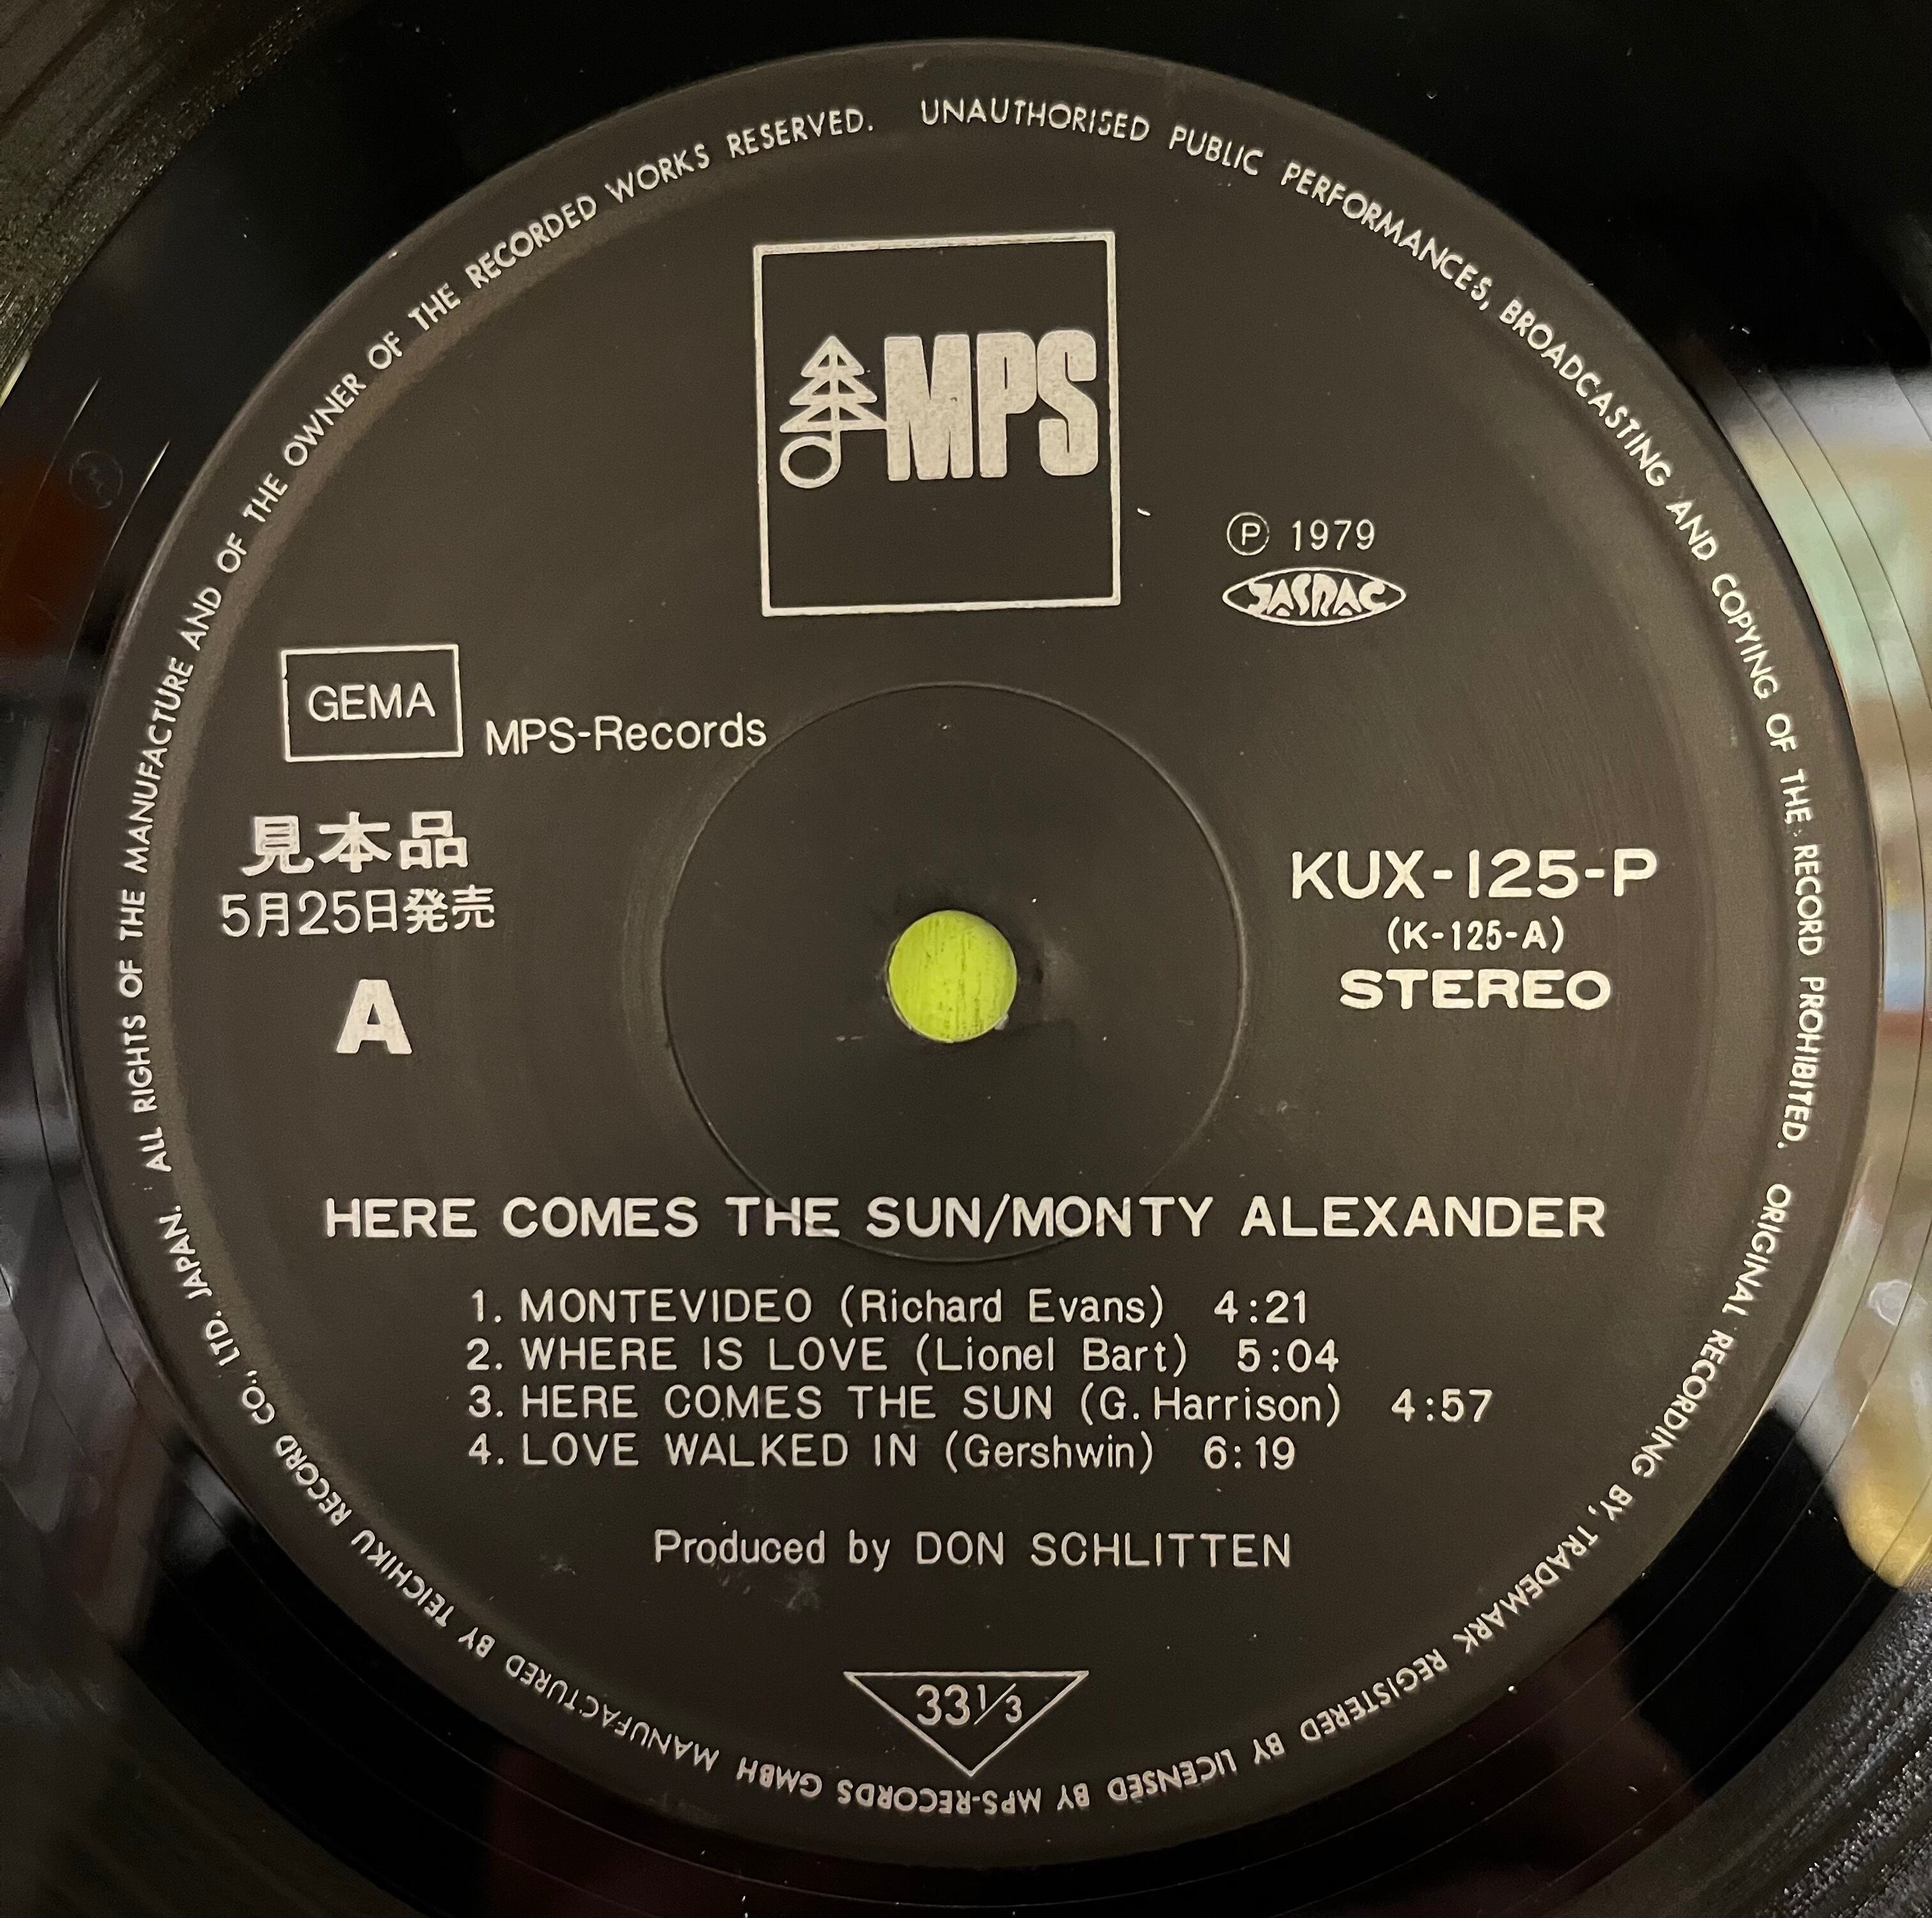 ALL RIGHTS OF THE MANUFACTURE AND OF THE OWNER OF THE RECORDED WORKS RESERVED. UNAUTHORISED PUBLIC PERFORMANCES, BROADCASTING AND COPYING OF THE RECORD PROHIBITED. ORIGINAL RECORDING BY, TRADEMARK REGISTERED BY LICENSED BY MPS-RECORDS GMBH MANUFACTURED BY TEICHIKU RECORD CO., LTD. JAPAN.
MPS
Ⓟ 1979
JASRAC
GEMA
MPS-Records
見本品
5月25日発売
A
KUX-125-P
(K-125-A)
STEREO
HERE COMES THE SUN/MONTY ALEXANDER
1. MONTEVIDEO (Richard Evans) 4:21
2. WHERE IS LOVE (Lionel Bart) 5:04
3. HERE COMES THE SUN (G. Harrison) 4:57
4. LOVE WALKED IN (Gershwin) 6:19
Produced by DON SCHLITTEN
33 1/3